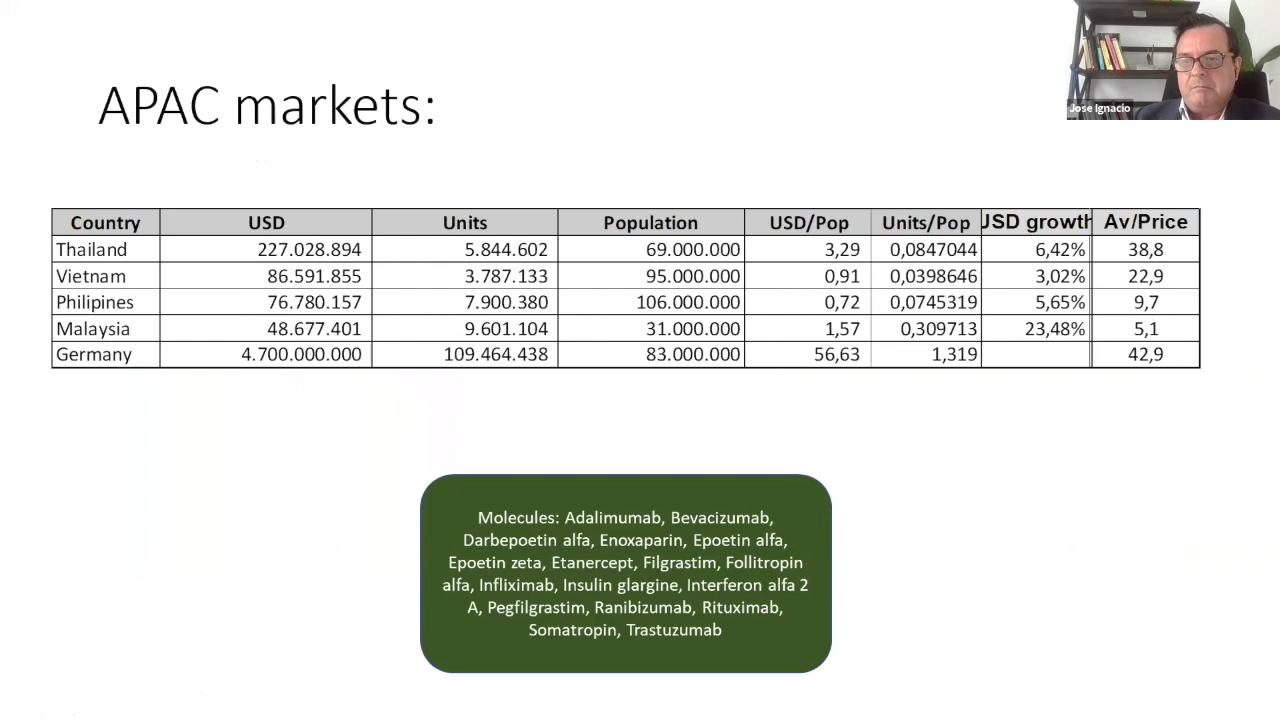 Jose Ignacio
APAC markets:
Country USD Units Population USD/Pop Units/Pop USD growth Av/Price
Thailand 227.028.894 5.844.602 69.000.000 3,29 0,0847044 6,42% 38,8
Vietnam 86.591.855 3.787.133 95.000.000 0,91 0,0398646 3,02% 22,9
Philipines 76.780.157 7.900.380 106.000.000 0,72 0,0745319 5,65% 9,7
Malaysia 48.677.401 9.601.104 31.000.000 1,57 0,309713 23,48% 5,1
Germany 4.700.000.000 109.464.438 83.000.000 56,63 1,319 42,9
Molecules: Adalimumab, Bevacizumab,
Darbepoetin alfa, Enoxaparin, Epoetin alfa,
Epoetin zeta, Etanercept, Filgrastim, Follitropin
alfa, Infliximab, Insulin glargine, Interferon alfa 2
A, Pegfilgrastim, Ranibizumab, Rituximab,
Somatropin, Trastuzumab